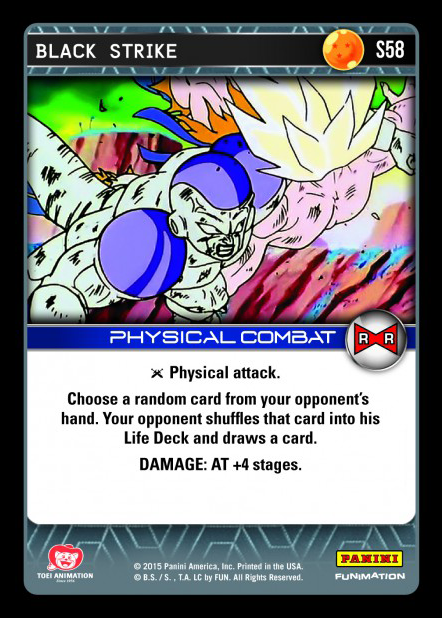 BLACK STRIKE S58
PHYSICAL COMBAT R R
Physical attack.
Choose a random card from your opponent's
hand. Your opponent shuffles that card into his
Life Deck and draws a card.
DAMAGE: AT +4 stages.
TOEI ANIMATION
Since 1956
PANINI
FUNIMATION
© 2015 Panini America, Inc. Printed in the USA.
© B.S./S., T.A. LC by FUN. All Rights Reserved.